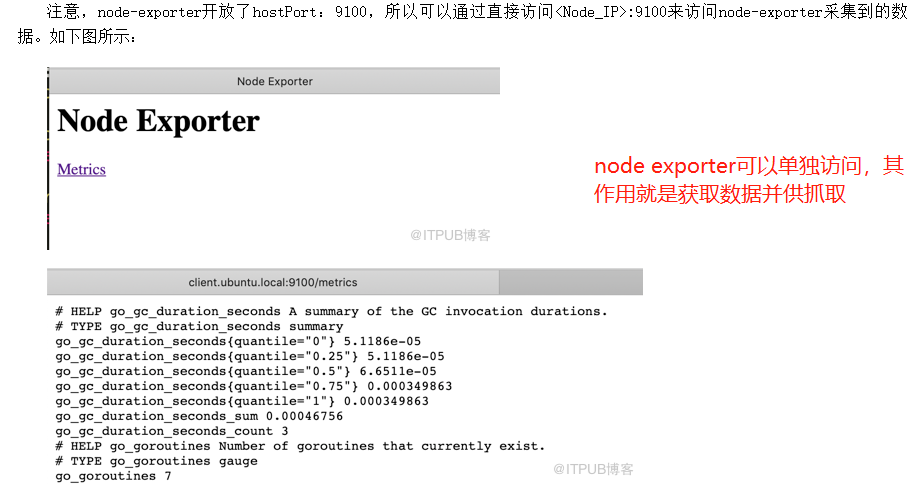 注意，node-exporter开放了hostPort：9100，所以可以通过直接访问<Node_IP>:9100来访问node-exporter采集到的数
据。如下图所示：
Node Exporter
Node Exporter
Metrics
node exporter可以单独访问，其
作用就是获取数据并供抓取
@ITPUB博客
client.ubuntu.local:9100/metrics
# HELP go_gc_duration_seconds A summary of the GC invocation durations.
# TYPE go_gc_duration_seconds summary
go_gc_duration_seconds{quantile="0"} 5.1186e-05
go_gc_duration_seconds{quantile="0.25"} 5.1186e-05
go_gc_duration_seconds{quantile="0.5"} 6.6511e-05
go_gc_duration_seconds{quantile="0.75"} 0.000349863
go_gc_duration_seconds{quantile="1"} 0.000349863
go_gc_duration_seconds_sum 0.00046756
go_gc_duration_seconds_count 3
# HELP go_goroutines Number of goroutines that currently exist.
# TYPE go_goroutines gauge
go_goroutines 7
@ITPUB博客